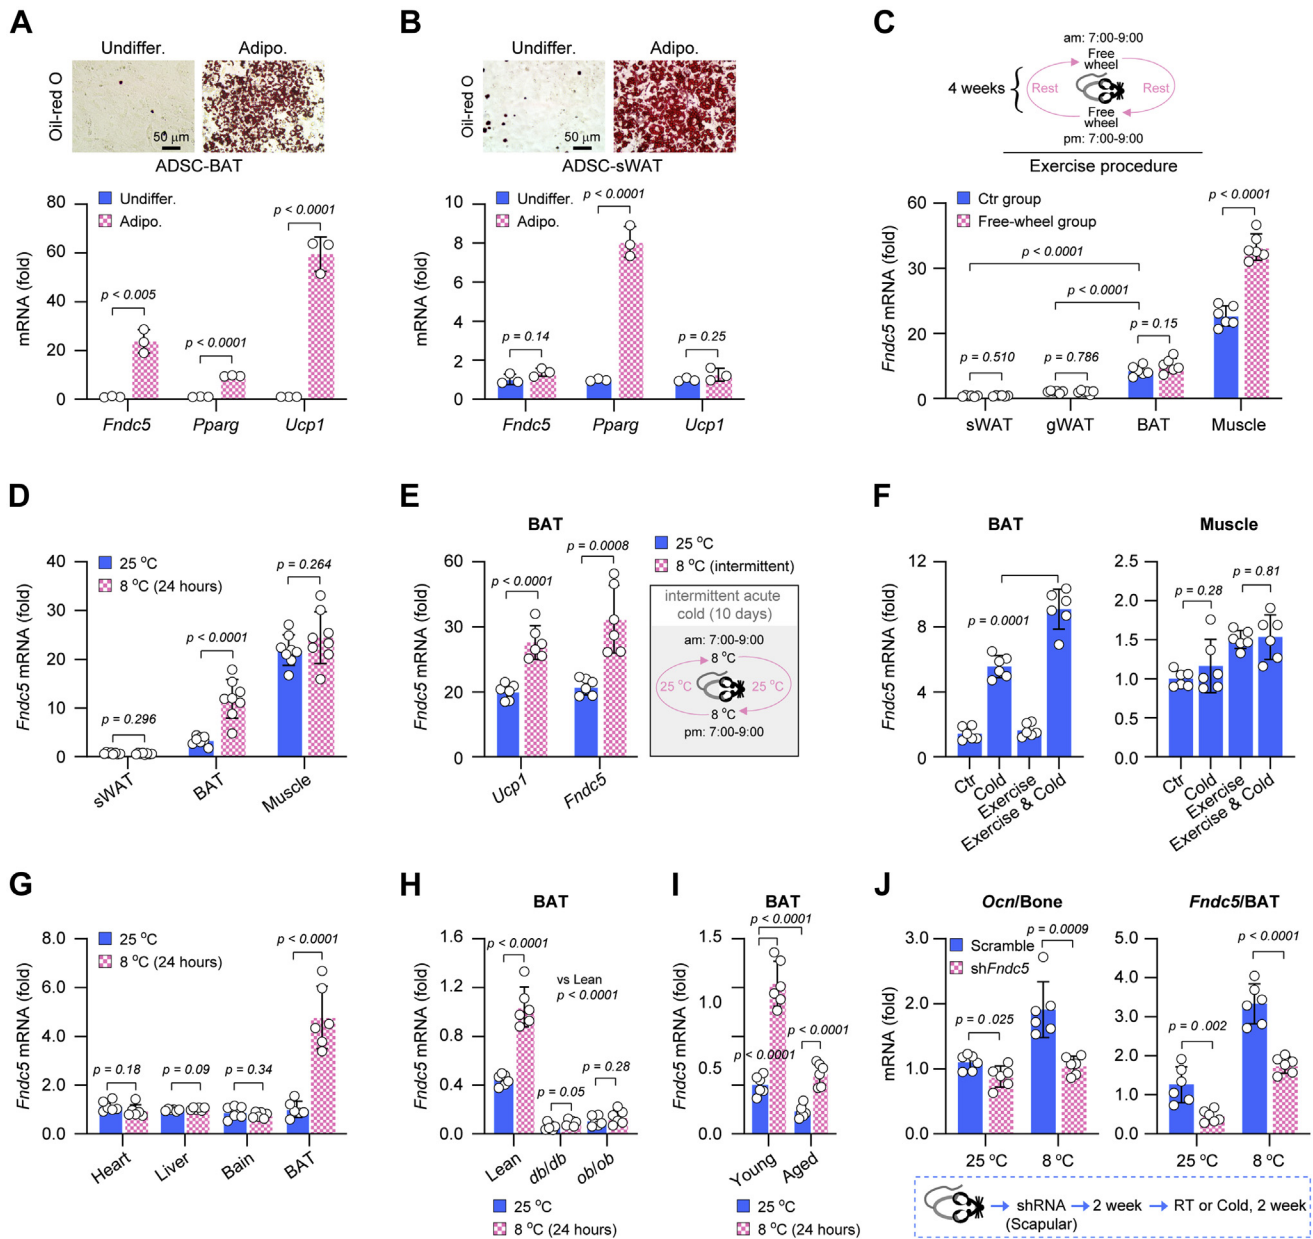 A
Undiffer.
Adipo.
Oil-red O
50 µm
ADSC-BAT
Undiffer.
Adipo.
mRNA (fold)
80
60
40
20
0
p < 0.005
p < 0.0001
p < 0.0001
Fndc5
Pparg
Ucp1
B
Undiffer.
Adipo.
Oil-red O
50 µm
ADSC-sWAT
Undiffer.
Adipo.
mRNA (fold)
10
8
6
4
2
0
p = 0.14
p < 0.0001
p = 0.25
Fndc5
Pparg
Ucp1
C
am: 7:00-9:00
Free
wheel
4 weeks
Rest
Rest
Free
wheel
pm: 7:00-9:00
Exercise procedure
Ctr group
Free-wheel group
Fndc5 mRNA (fold)
60
30
20
0
p < 0.0001
p < 0.0001
p < 0.0001
p = 0.15
p = 0.510
p = 0.786
sWAT
gWAT
BAT
Muscle
D
25 °C
8 °C (24 hours)
Fndc5 mRNA (fold)
40
30
20
10
0
p = 0.264
p < 0.0001
p = 0.296
sWAT
BAT
Muscle
E
BAT
25 °C
8 °C (intermittent)
Fndc5 mRNA (fold)
60
30
20
0
p < 0.0001
p = 0.0008
Ucp1
Fndc5
intermittent acute
cold (10 days)
am: 7:00-9:00
8 °C
25 °C
25 °C
8 °C
pm: 7:00-9:00
F
BAT
Fndc5 mRNA (fold)
12
8
4
0
p = 0.0001
Ctr
Cold
Exercise
Exercise & Cold
Muscle
2.5
2.0
1.5
1.0
0.5
0.0
p = 0.28
p = 0.81
Ctr
Cold
Exercise
Exercise & Cold
G
25 °C
8 °C (24 hours)
Fndc5 mRNA (fold)
8.0
6.0
4.0
2.0
0.0
p < 0.0001
p = 0.18
p = 0.09
p = 0.34
Heart
Liver
Bain
BAT
H
BAT
Fndc5 mRNA (fold)
1.6
1.2
0.8
0.4
0.0
p < 0.0001
vs Lean
p < 0.0001
p = 0.05
p = 0.28
Lean
db/db
ob/ob
25 °C
8 °C (24 hours)
I
BAT
Fndc5 mRNA (fold)
1.5
1.0
0.5
0.0
p < 0.0001
p < 0.0001
p < 0.0001
Young
Aged
25 °C
8 °C (24 hours)
J
Ocn/Bone
Scramble
shFndc5
mRNA (fold)
3.0
2.0
1.0
0.0
p = 0.0009
p = 0.025
25 °C
8 °C
Fndc5/BAT
5.0
4.0
3.0
2.0
1.0
0.0
p < 0.0001
p = 0.002
25 °C
8 °C
shRNA
(Scapular)
2 week
RT or Cold, 2 week